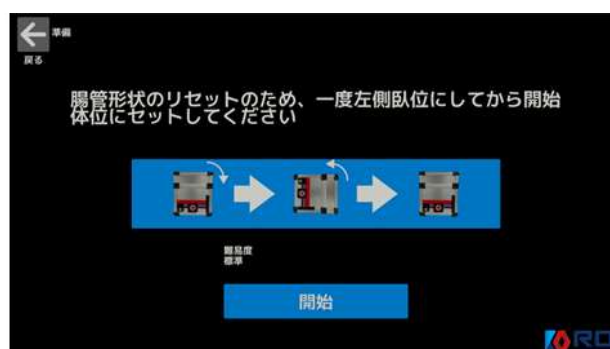 準備
戻る
腸管形状のリセットのため、一度左側臥位にしてから開始
体位にセットしてください
難易度
標準
開始
RC